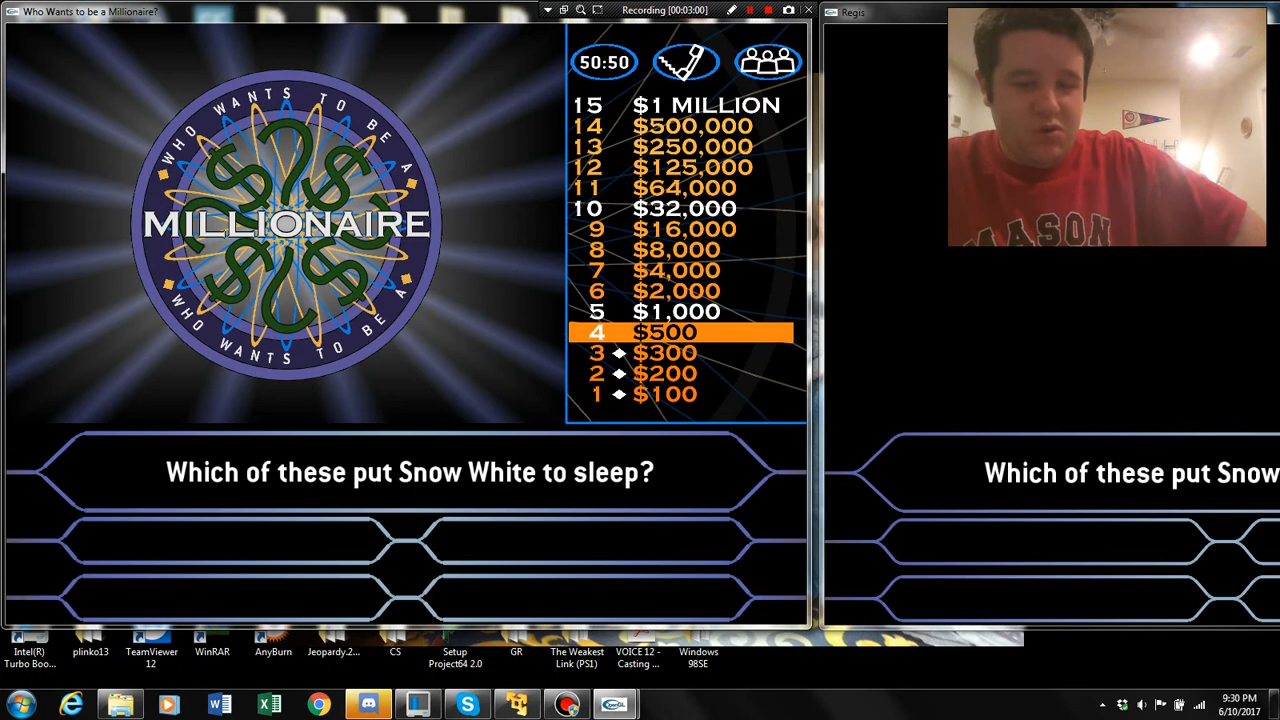 Who Wants to be a Millionaire?
Recording [00:03:00]
Regis
WHO WANTS TO BE A
MILLIONAIRE
WHO WANTS TO BE A
50:50
15 $1 MILLION
14 $500,000
13 $250,000
12 $125,000
11 $64,000
10 $32,000
9 $16,000
8 $8,000
7 $4,000
6 $2,000
5 $1,000
4 $500
3 $300
2 $200
1 $100
MASON
Which of these put Snow White to sleep?
Which of these put Snow
Intel(R) Turbo Boo...
plinko13
TeamViewer 12
WinRAR
AnyBurn
Jeopardy.2...
CS
Setup Project64 2.0
GR
The Weakest Link (PS1)
VOICE 12 - Casting ...
Windows 98SE
OpenGL
9:30 PM
6/10/2017